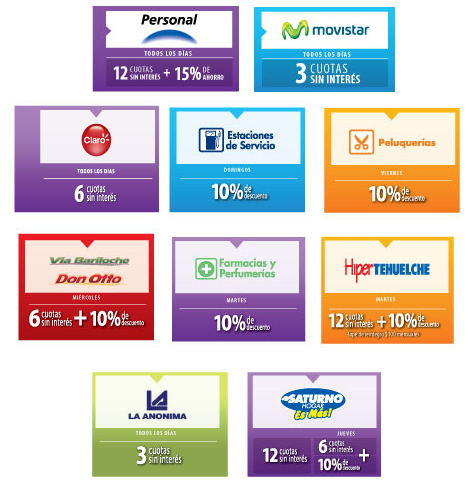 Personal
TODOS LOS DÍAS
12 CUOTAS SIN INTERÉS + 15% DE AHORRO
movistar
TODOS LOS DÍAS
3 CUOTAS SIN INTERÉS
Claro
TODOS LOS DIAS
6 cuotas sin interés
Estaciones
de Servicio
DOMINGOS
10% de descuento
Peluquerías
VIERNES
10% de descuento
Via Bariloche
Don Otto
MIÉRCOLES
6 cuotas sin interés + 10% de descuento
Farmacias y
Perfumerías
MARTES
10% de descuento
HiperTEHUELCHE
MARTES
12 cuotas sin interés + 10% de descuento
Tope de reintegro $ 100 mensuales
LA ANONIMA
TODOS LOS DÍAS
3 cuotas sin interés
SATURNO
HOGAR
Es Más!
JUEVES
12 cuotas sin interés
6 cuotas sin interés +
10% de descuento